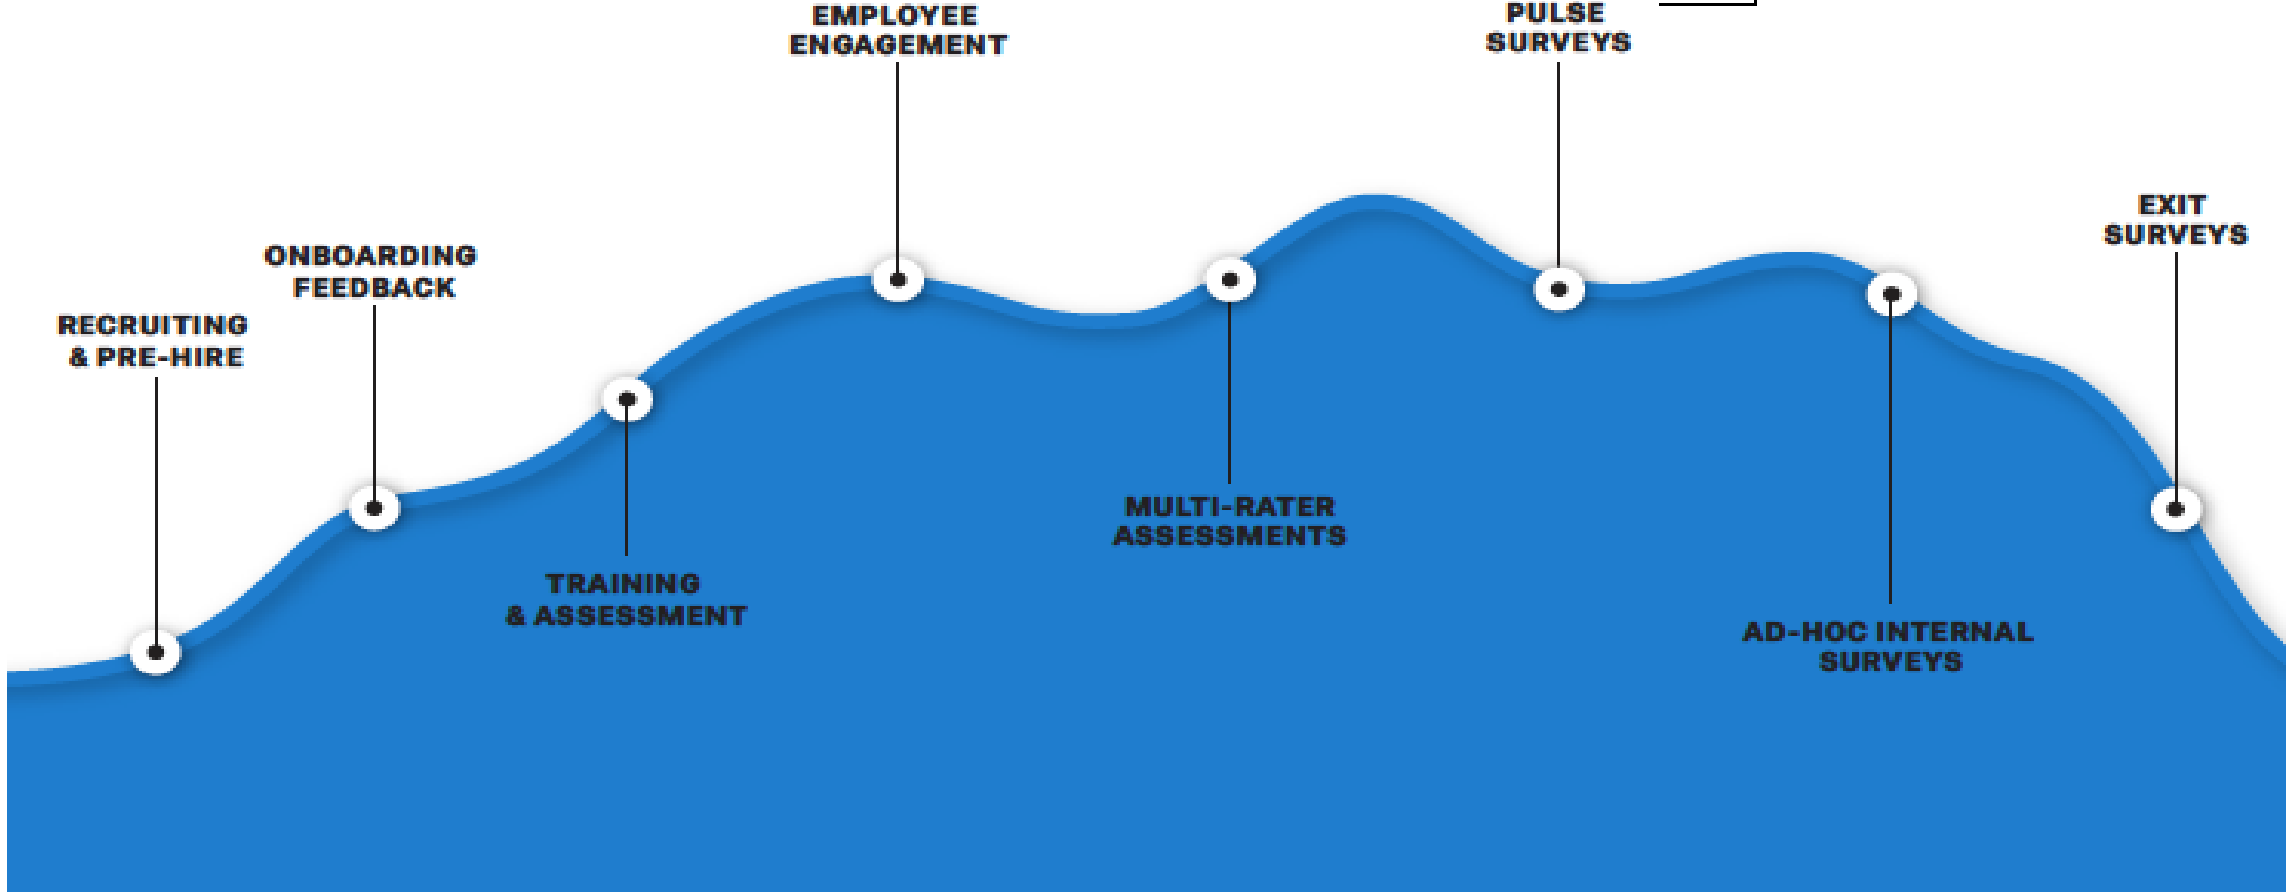 RECRUITING
& PRE-HIRE
ONBOARDING
FEEDBACK
TRAINING
& ASSESSMENT
EMPLOYEE
ENGAGEMENT
MULTI-RATER
ASSESSMENTS
PULSE
SURVEYS
AD-HOC INTERNAL
SURVEYS
EXIT
SURVEYS